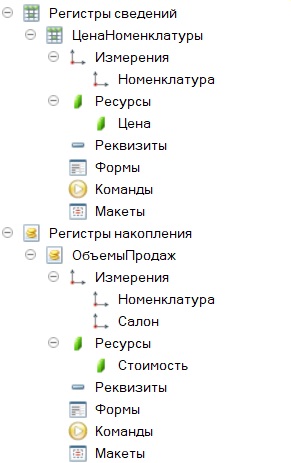 Регистры сведений
ЦенаНоменклатуры
Измерения
Номенклатура
Ресурсы
Цена
Реквизиты
Формы
Команды
Макеты
Регистры накопления
ОбъемыПродаж
Измерения
Номенклатура
Салон
Ресурсы
Стоимость
Реквизиты
Формы
Команды
Макеты